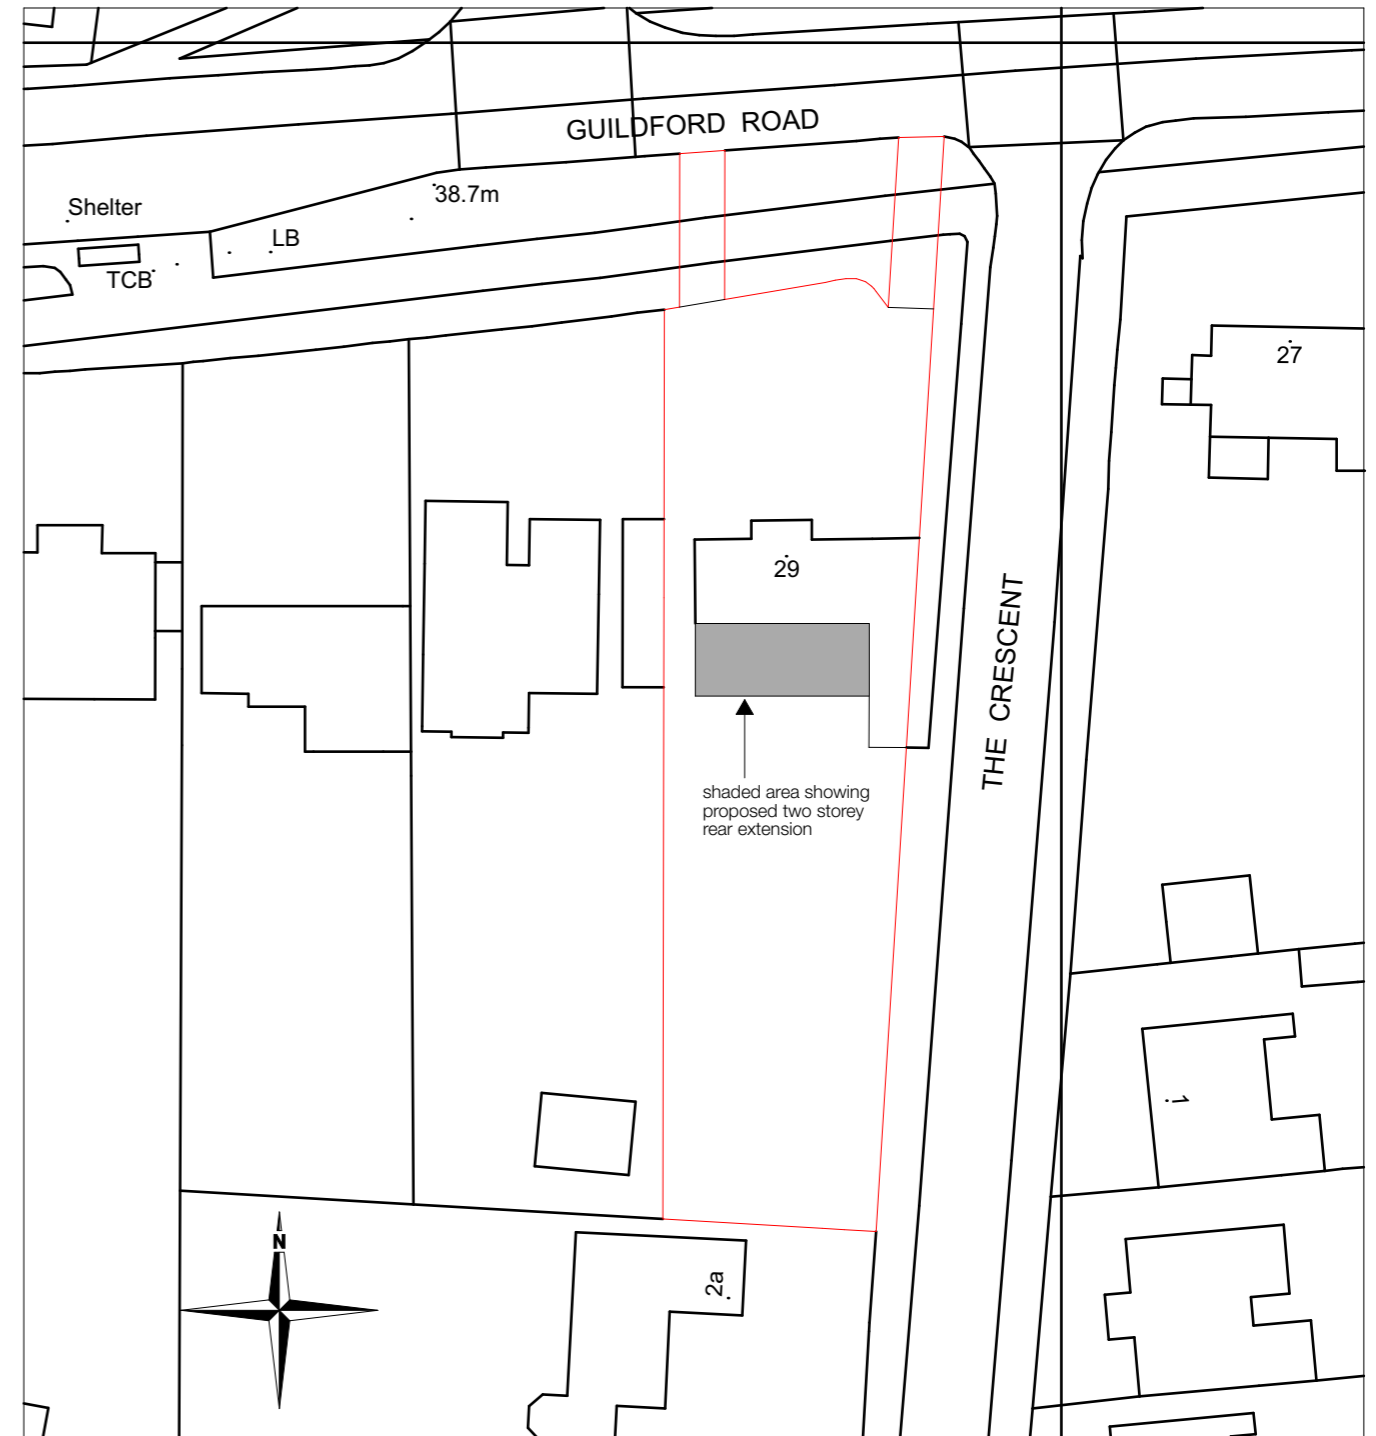 GUILDFORD ROAD
Shelter
38.7m
LB
TCB
27
29
THE CRESCENT
shaded area showing
proposed two storey
rear extension
1
N
2a